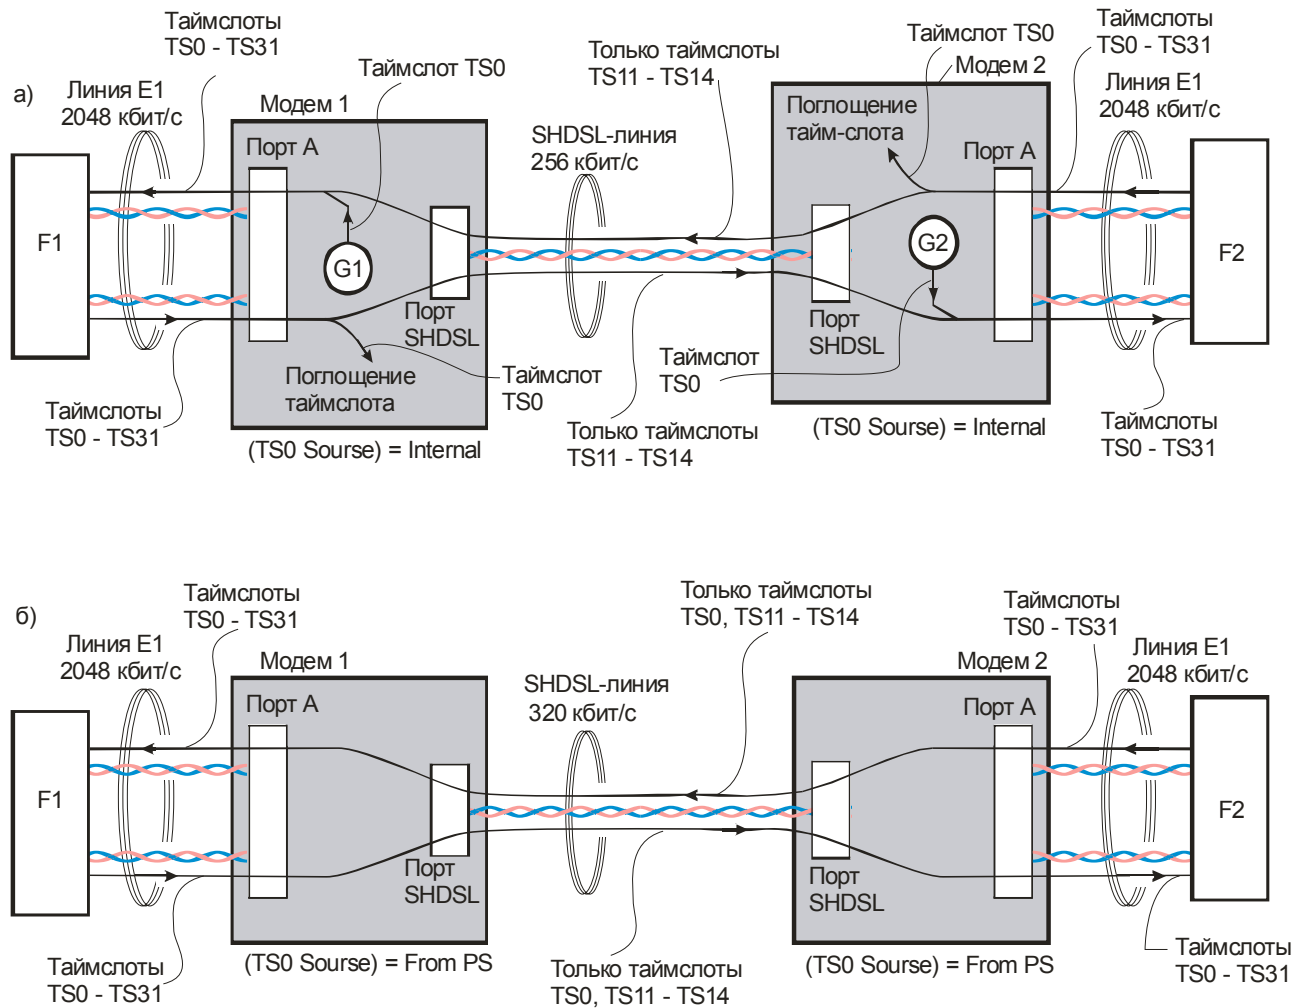 а)
Таймслоты
TS0 - TS31
Таймслот TS0
Линия E1
2048 кбит/с
Модем 1
Порт A
F1
G1
Порт
SHDSL
Поглощение
таймслота
Таймслот
TS0
Таймслоты
TS0 - TS31
(TS0 Sourse) = Internal
Только таймслоты
TS11 - TS14
SHDSL-линия
256 кбит/с
Только таймслоты
TS11 - TS14
Таймслот TS0
Модем 2
Поглощение
тайм-слота
Порт A
G2
Порт
SHDSL
Таймслот
TS0
(TS0 Sourse) = Internal
Таймслоты
TS0 - TS31
Линия E1
2048 кбит/с
F2
Таймслоты
TS0 - TS31
б)
Таймслоты
TS0 - TS31
Линия E1
2048 кбит/с
Модем 1
Порт A
F1
Порт
SHDSL
Таймслоты
TS0 - TS31
(TS0 Sourse) = From PS
Только таймслоты
TS0, TS11 - TS14
SHDSL-линия
320 кбит/с
Только таймслоты
TS0, TS11 - TS14
Таймслоты
TS0 - TS31
Модем 2
Порт A
Порт
SHDSL
(TS0 Sourse) = From PS
Линия E1
2048 кбит/с
F2
Таймслоты
TS0 - TS31